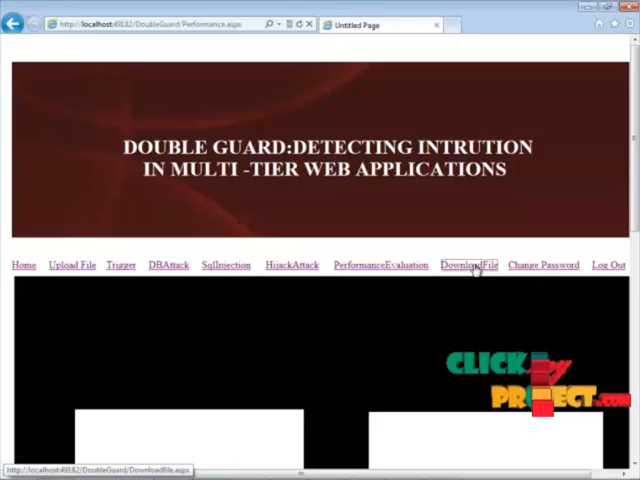 http://localhost:49182/DoubleGuard/Performance.aspx
Untitled Page
DOUBLE GUARD:DETECTING INTRUTION
IN MULTI -TIER WEB APPLICATIONS
Home Upload File Trigger DBAttack SqlInjection HijackAttack PerformanceEvaluation DownloadFile Change Password Log Out
CLICK my
PROJECT.COM
http://localhost:49182/DoubleGuard/Downloadfile.aspx